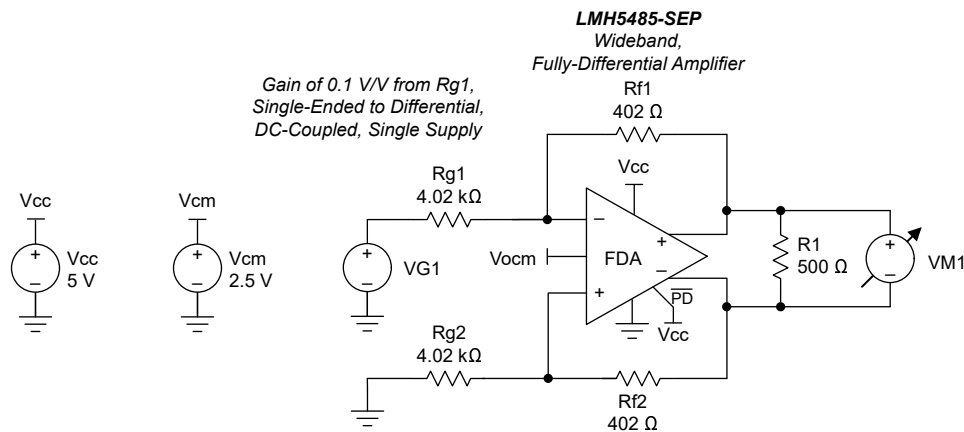 LMH5485-SEP
Wideband,
Fully-Differential Amplifier
Gain of 0.1 V/V from Rg1,
Single-Ended to Differential,
DC-Coupled, Single Supply
Rf1
402 Ω
Vcc
Rg1
4.02 kΩ
Vcc
Vcm
−
+
Vcc
5 V
−
+
Vcm
2.5 V
−
+
VG1
−
Vocm
FDA
+
−
+
PD
Vcc
R1
500 Ω
+
VM1
−
Rg2
4.02 kΩ
Rf2
402 Ω